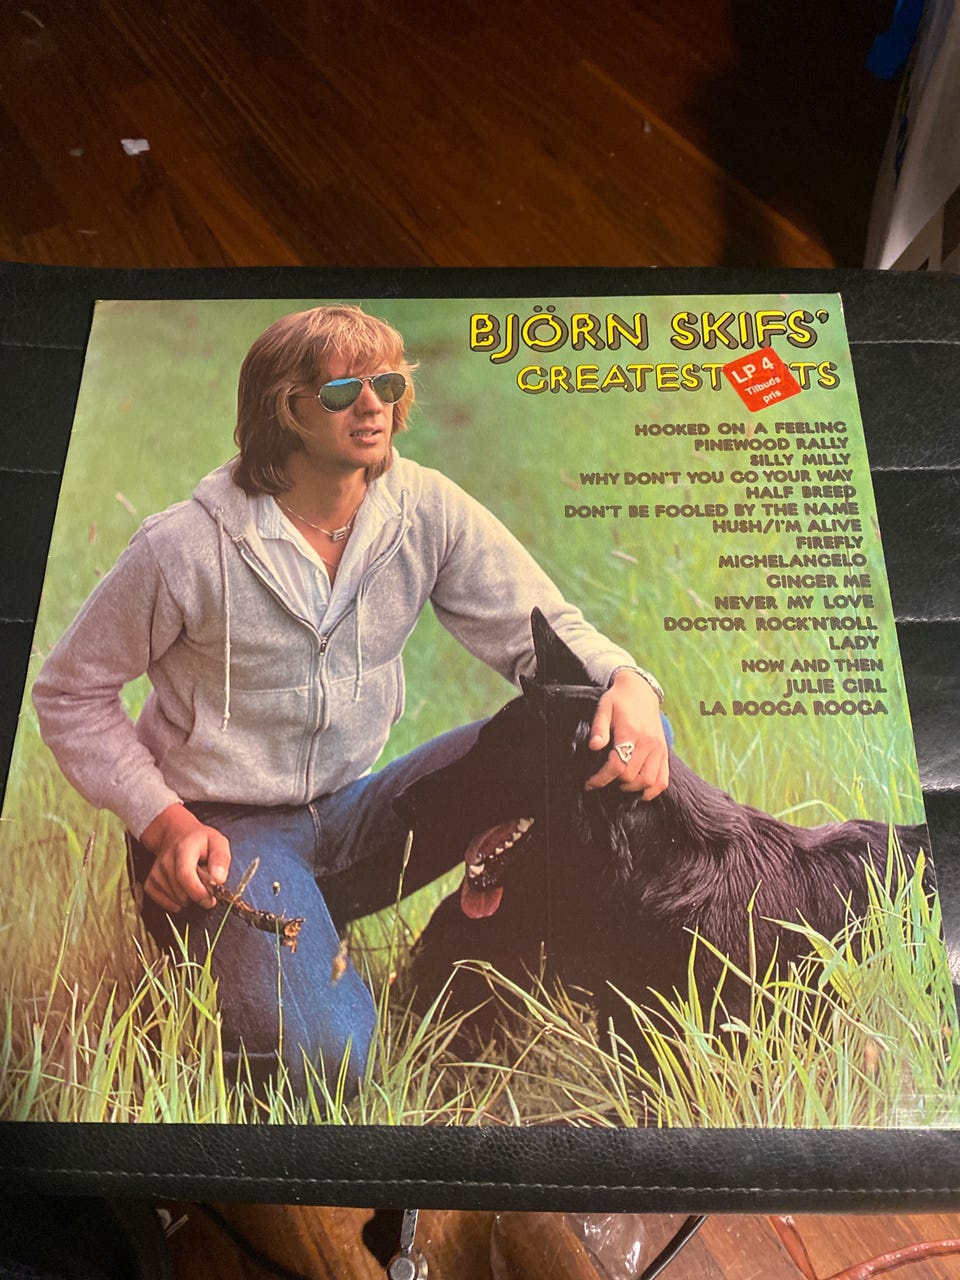 BJÖRN SKIFS'
GREATEST TS
LP 4
Tilbuds
pris
HOOKED ON A FEELING
PINEWOOD RALLY
SILLY MILLY
WHY DON'T YOU GO YOUR WAY
HALF BREED
DON'T BE FOOLED BY THE NAME
HUSH/I'M ALIVE
FIREFLY
MICHELANGELO
GINGER ME
NEVER MY LOVE
DOCTOR ROCK'N'ROLL
LADY
NOW AND THEN
JULIE GIRL
LA BOOGA ROOGA